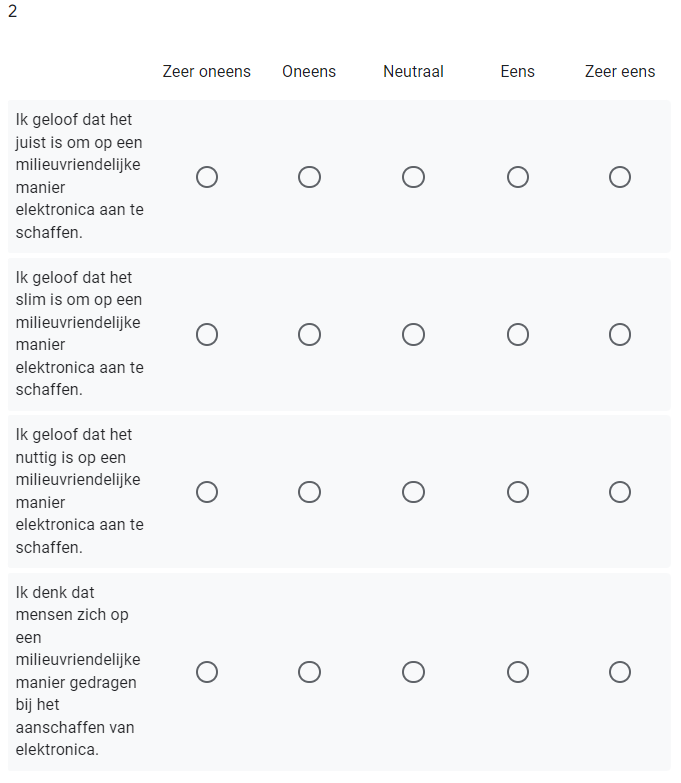 2
Zeer oneens Oneens Neutraal Eens Zeer eens
Ik geloof dat het
juist is om op een
milieuvriendelijke
manier
elektronica aan te
schaffen.
Ik geloof dat het
slim is om op een
milieuvriendelijke
manier
elektronica aan te
schaffen.
Ik geloof dat het
nuttig is op een
milieuvriendelijke
manier
elektronica aan te
schaffen.
Ik denk dat
mensen zich op
een
milieuvriendelijke
manier gedragen
bij het
aanschaffen van
elektronica.